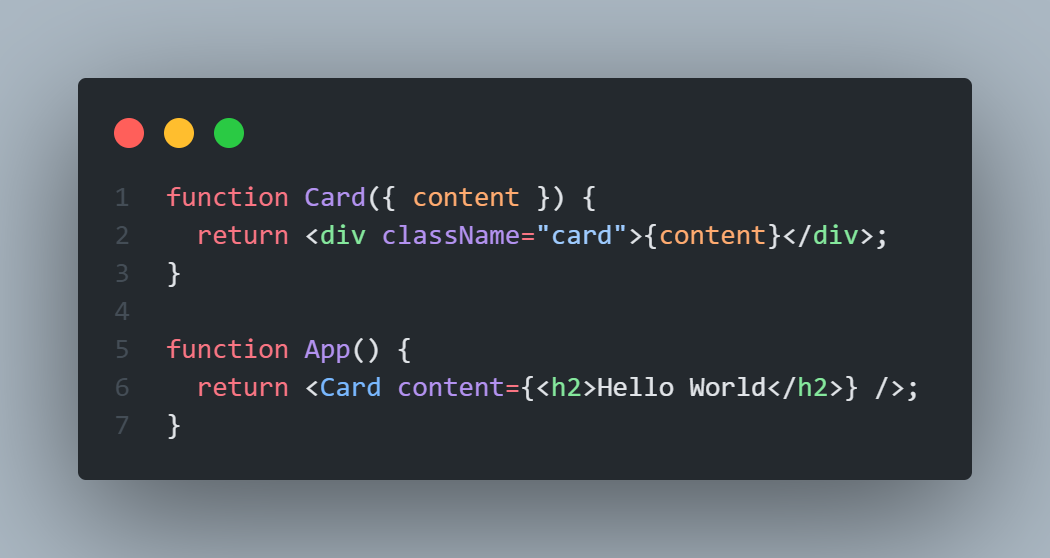 1 function Card({ content }) {
2   return <div className="card">{content}</div>;
3 }
4
5 function App() {
6   return <Card content={<h2>Hello World</h2>} />;
7 }